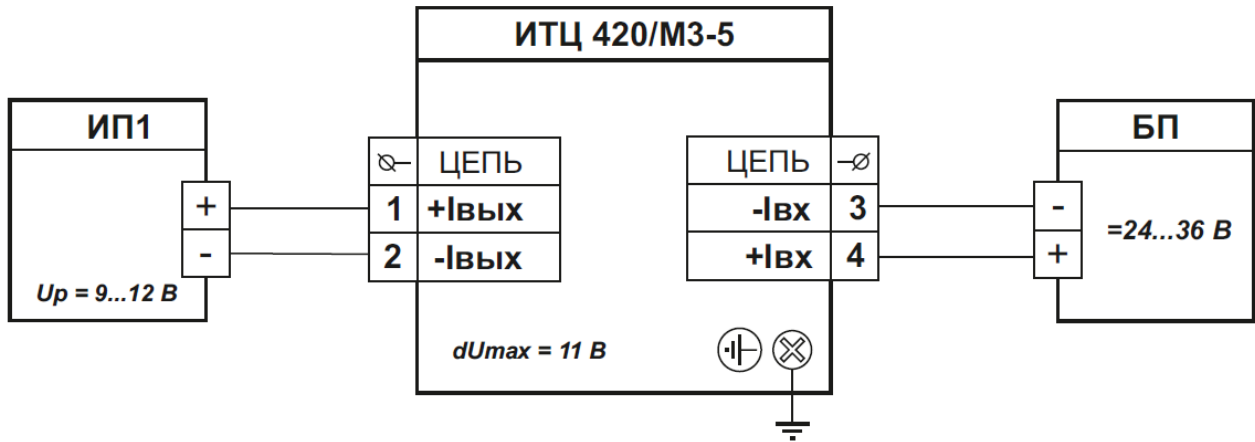 ИТЦ 420/М3-5
ИП1
БП
ЦЕПЬ
ЦЕПЬ
+
1
+Iвых
-Iвх
3
-
=24...36 В
-
2
-Iвых
+Iвх
4
+
Up = 9...12 В
dUmax = 11 В